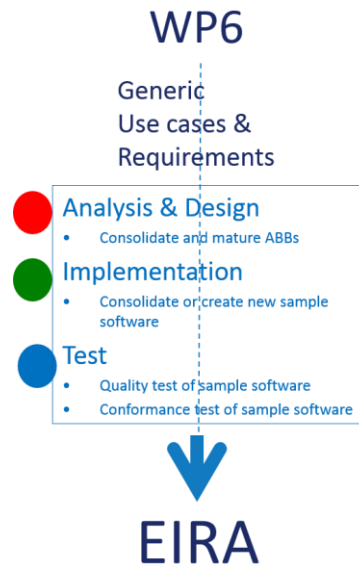 WP6
Generic
Use cases &
Requirements
Analysis & Design
• Consolidate and mature ABBs
Implementation
• Consolidate or create new sample
software
Test
• Quality test of sample software
• Conformance test of sample software
EIRA